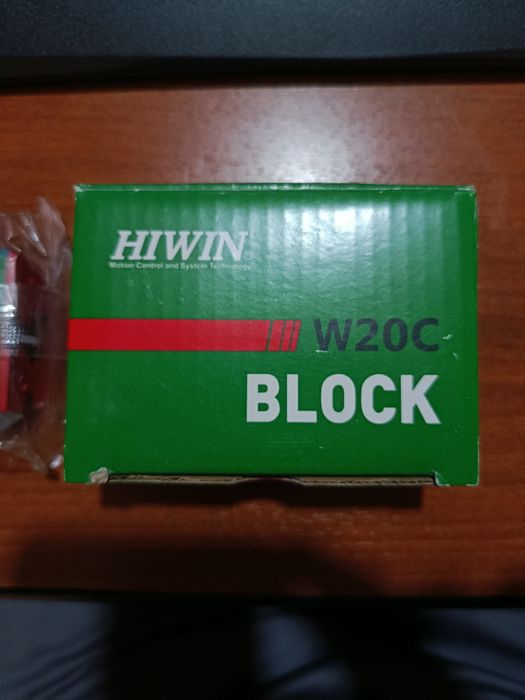 HIWIN®
Motion Control and System Technology
W20C
BLOCK